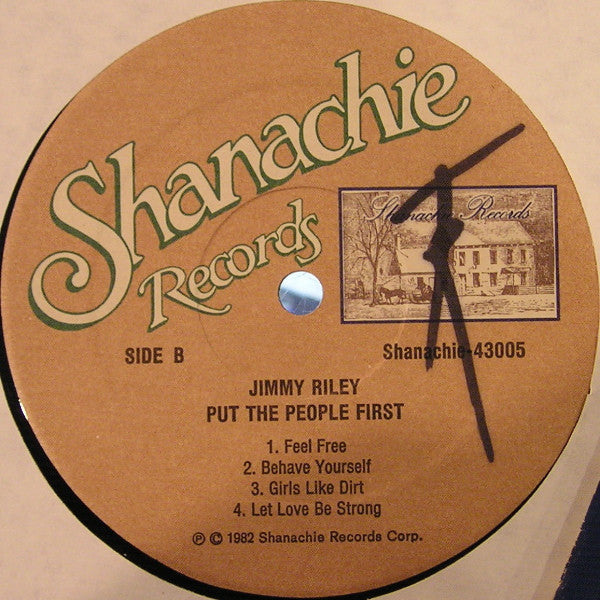 Shanachie
Records
Shanachie Records
SIDE B
Shanachie-43005
JIMMY RILEY
PUT THE PEOPLE FIRST
1. Feel Free
2. Behave Yourself
3. Girls Like Dirt
4. Let Love Be Strong
℗ © 1982 Shanachie Records Corp.